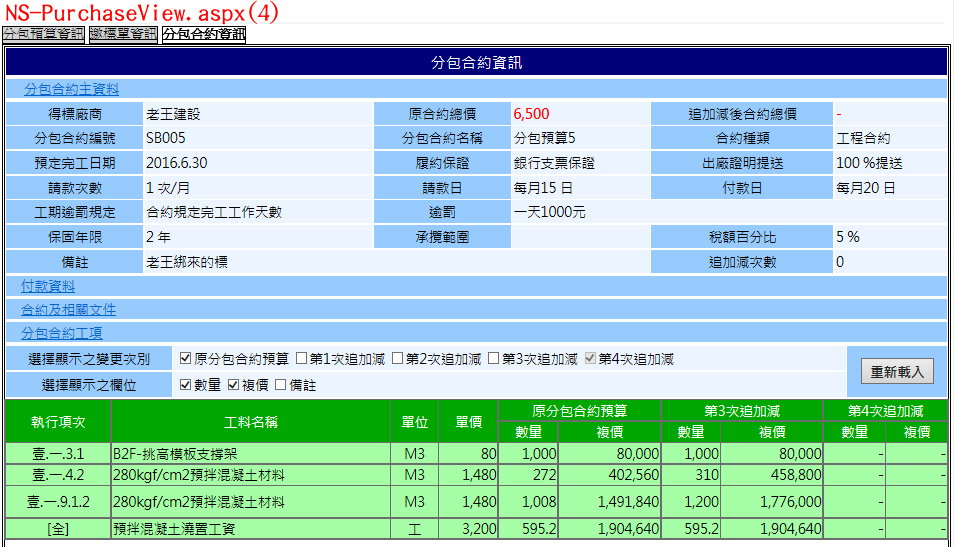 NS-PurchaseView.aspx(4)
分包預算資訊 邀標單資訊 分包合約資訊
分包合約資訊
分包合約主資料
得標廠商 老王建設 原合約總價 6,500 追加減後合約總價 -
分包合約編號 SB005 分包合約名稱 分包預算5 合約種類 工程合約
預定完工日期 2016.6.30 履約保證 銀行支票保證 出廠證明提送 100 %提送
請款次數 1 次/月 請款日 每月15 日 付款日 每月20 日
工期逾罰規定 合約規定完工工作天數 逾罰 一天1000元
保固年限 2 年 承攬範圍 稅額百分比 5 %
備註 老王綁來的標 追加減次數 0
付款資料
合約及相關文件
分包合約工項
選擇顯示之變更次別 原分包合約預算 第1次追加減 第2次追加減 第3次追加減 第4次追加減
選擇顯示之欄位 數量 複價 備註 重新載入
執行項次 工料名稱 單位 單價 原分包合約預算 第3次追加減 第4次追加減
數量 複價 數量 複價 數量 複價
壹.一.3.1 B2F-挑高模板支撐架 M3 80 1,000 80,000 1,000 80,000 - -
壹.一.4.2 280kgf/cm2預拌混凝土材料 M3 1,480 272 402,560 310 458,800 - -
壹.一.9.1.2 280kgf/cm2預拌混凝土材料 M3 1,480 1,008 1,491,840 1,200 1,776,000 - -
[全] 預拌混凝土澆置工資 工 3,200 595.2 1,904,640 595.2 1,904,640 - -